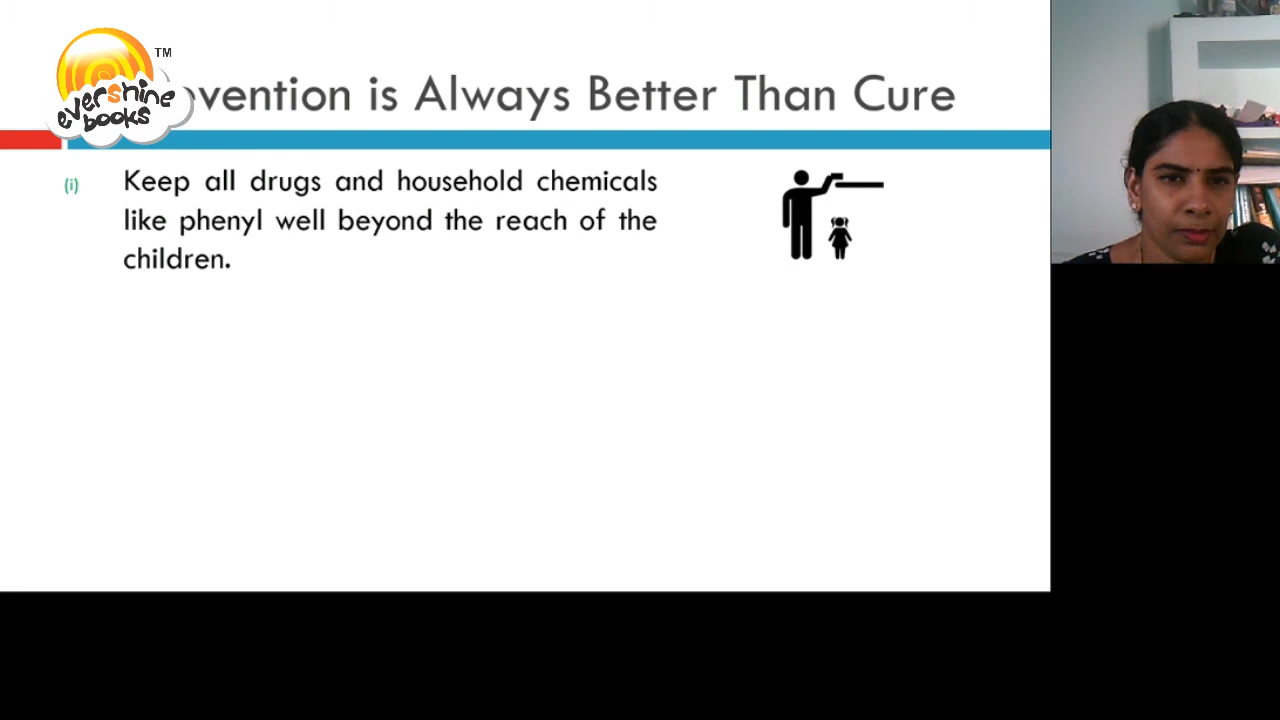 evershine
books
TM
vention is Always Better Than Cure
(i) Keep all drugs and household chemicals
like phenyl well beyond the reach of the
children.